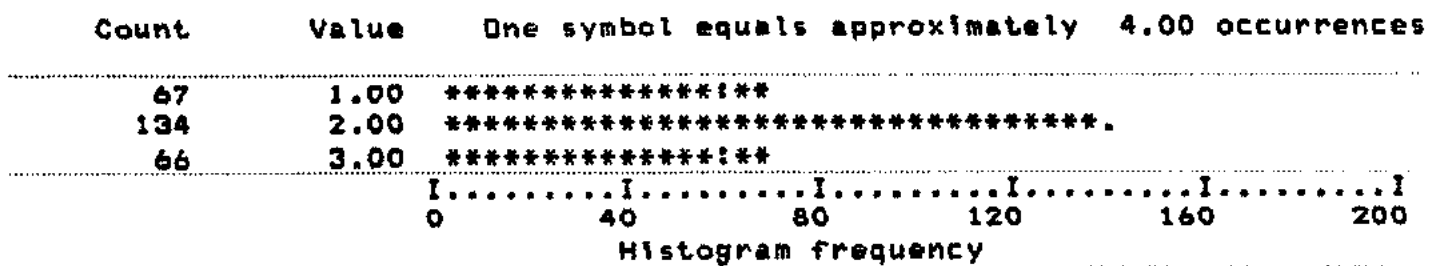 Count Value One symbol equals approximately 4.00 occurrences
67 1.00 **************:**
134 2.00 **********************************.
66 3.00 **************:**
I.........I.........I.........I.........I.........I
0 40 80 120 160 200
Histogram frequency